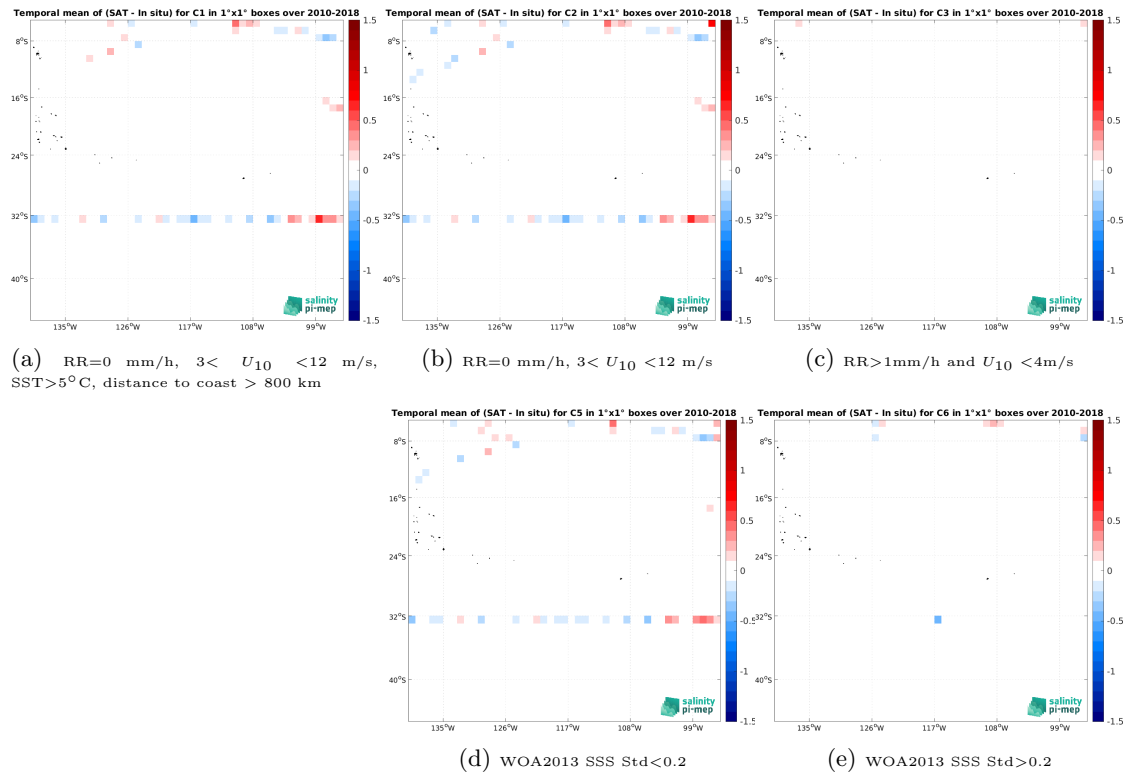 Temporal mean of (SAT - In situ) for C1 in 1°x1° boxes over 2010-2018
8°S
16°S
24°S
32°S
40°S
135°W 126°W 117°W 108°W 99°W
1.5
1
0.5
0
-0.5
-1
-1.5
salinity
pi-mep
(a) RR=0 mm/h, 3< U10 <12 m/s,
SST>5°C, distance to coast > 800 km
Temporal mean of (SAT - In situ) for C2 in 1°x1° boxes over 2010-2018
8°S
16°S
24°S
32°S
40°S
135°W 126°W 117°W 108°W 99°W
1.5
1
0.5
0
-0.5
-1
-1.5
salinity
pi-mep
(b) RR=0 mm/h, 3< U10 <12 m/s
Temporal mean of (SAT - In situ) for C3 in 1°x1° boxes over 2010-2018
8°S
16°S
24°S
32°S
40°S
135°W 126°W 117°W 108°W 99°W
1.5
1
0.5
0
-0.5
-1
-1.5
salinity
pi-mep
(c) RR>1mm/h and U10 <4m/s
Temporal mean of (SAT - In situ) for C5 in 1°x1° boxes over 2010-2018
8°S
16°S
24°S
32°S
40°S
135°W 126°W 117°W 108°W 99°W
1.5
1
0.5
0
-0.5
-1
-1.5
salinity
pi-mep
(d) WOA2013 SSS Std<0.2
Temporal mean of (SAT - In situ) for C6 in 1°x1° boxes over 2010-2018
8°S
16°S
24°S
32°S
40°S
135°W 126°W 117°W 108°W 99°W
1.5
1
0.5
0
-0.5
-1
-1.5
salinity
pi-mep
(e) WOA2013 SSS Std>0.2